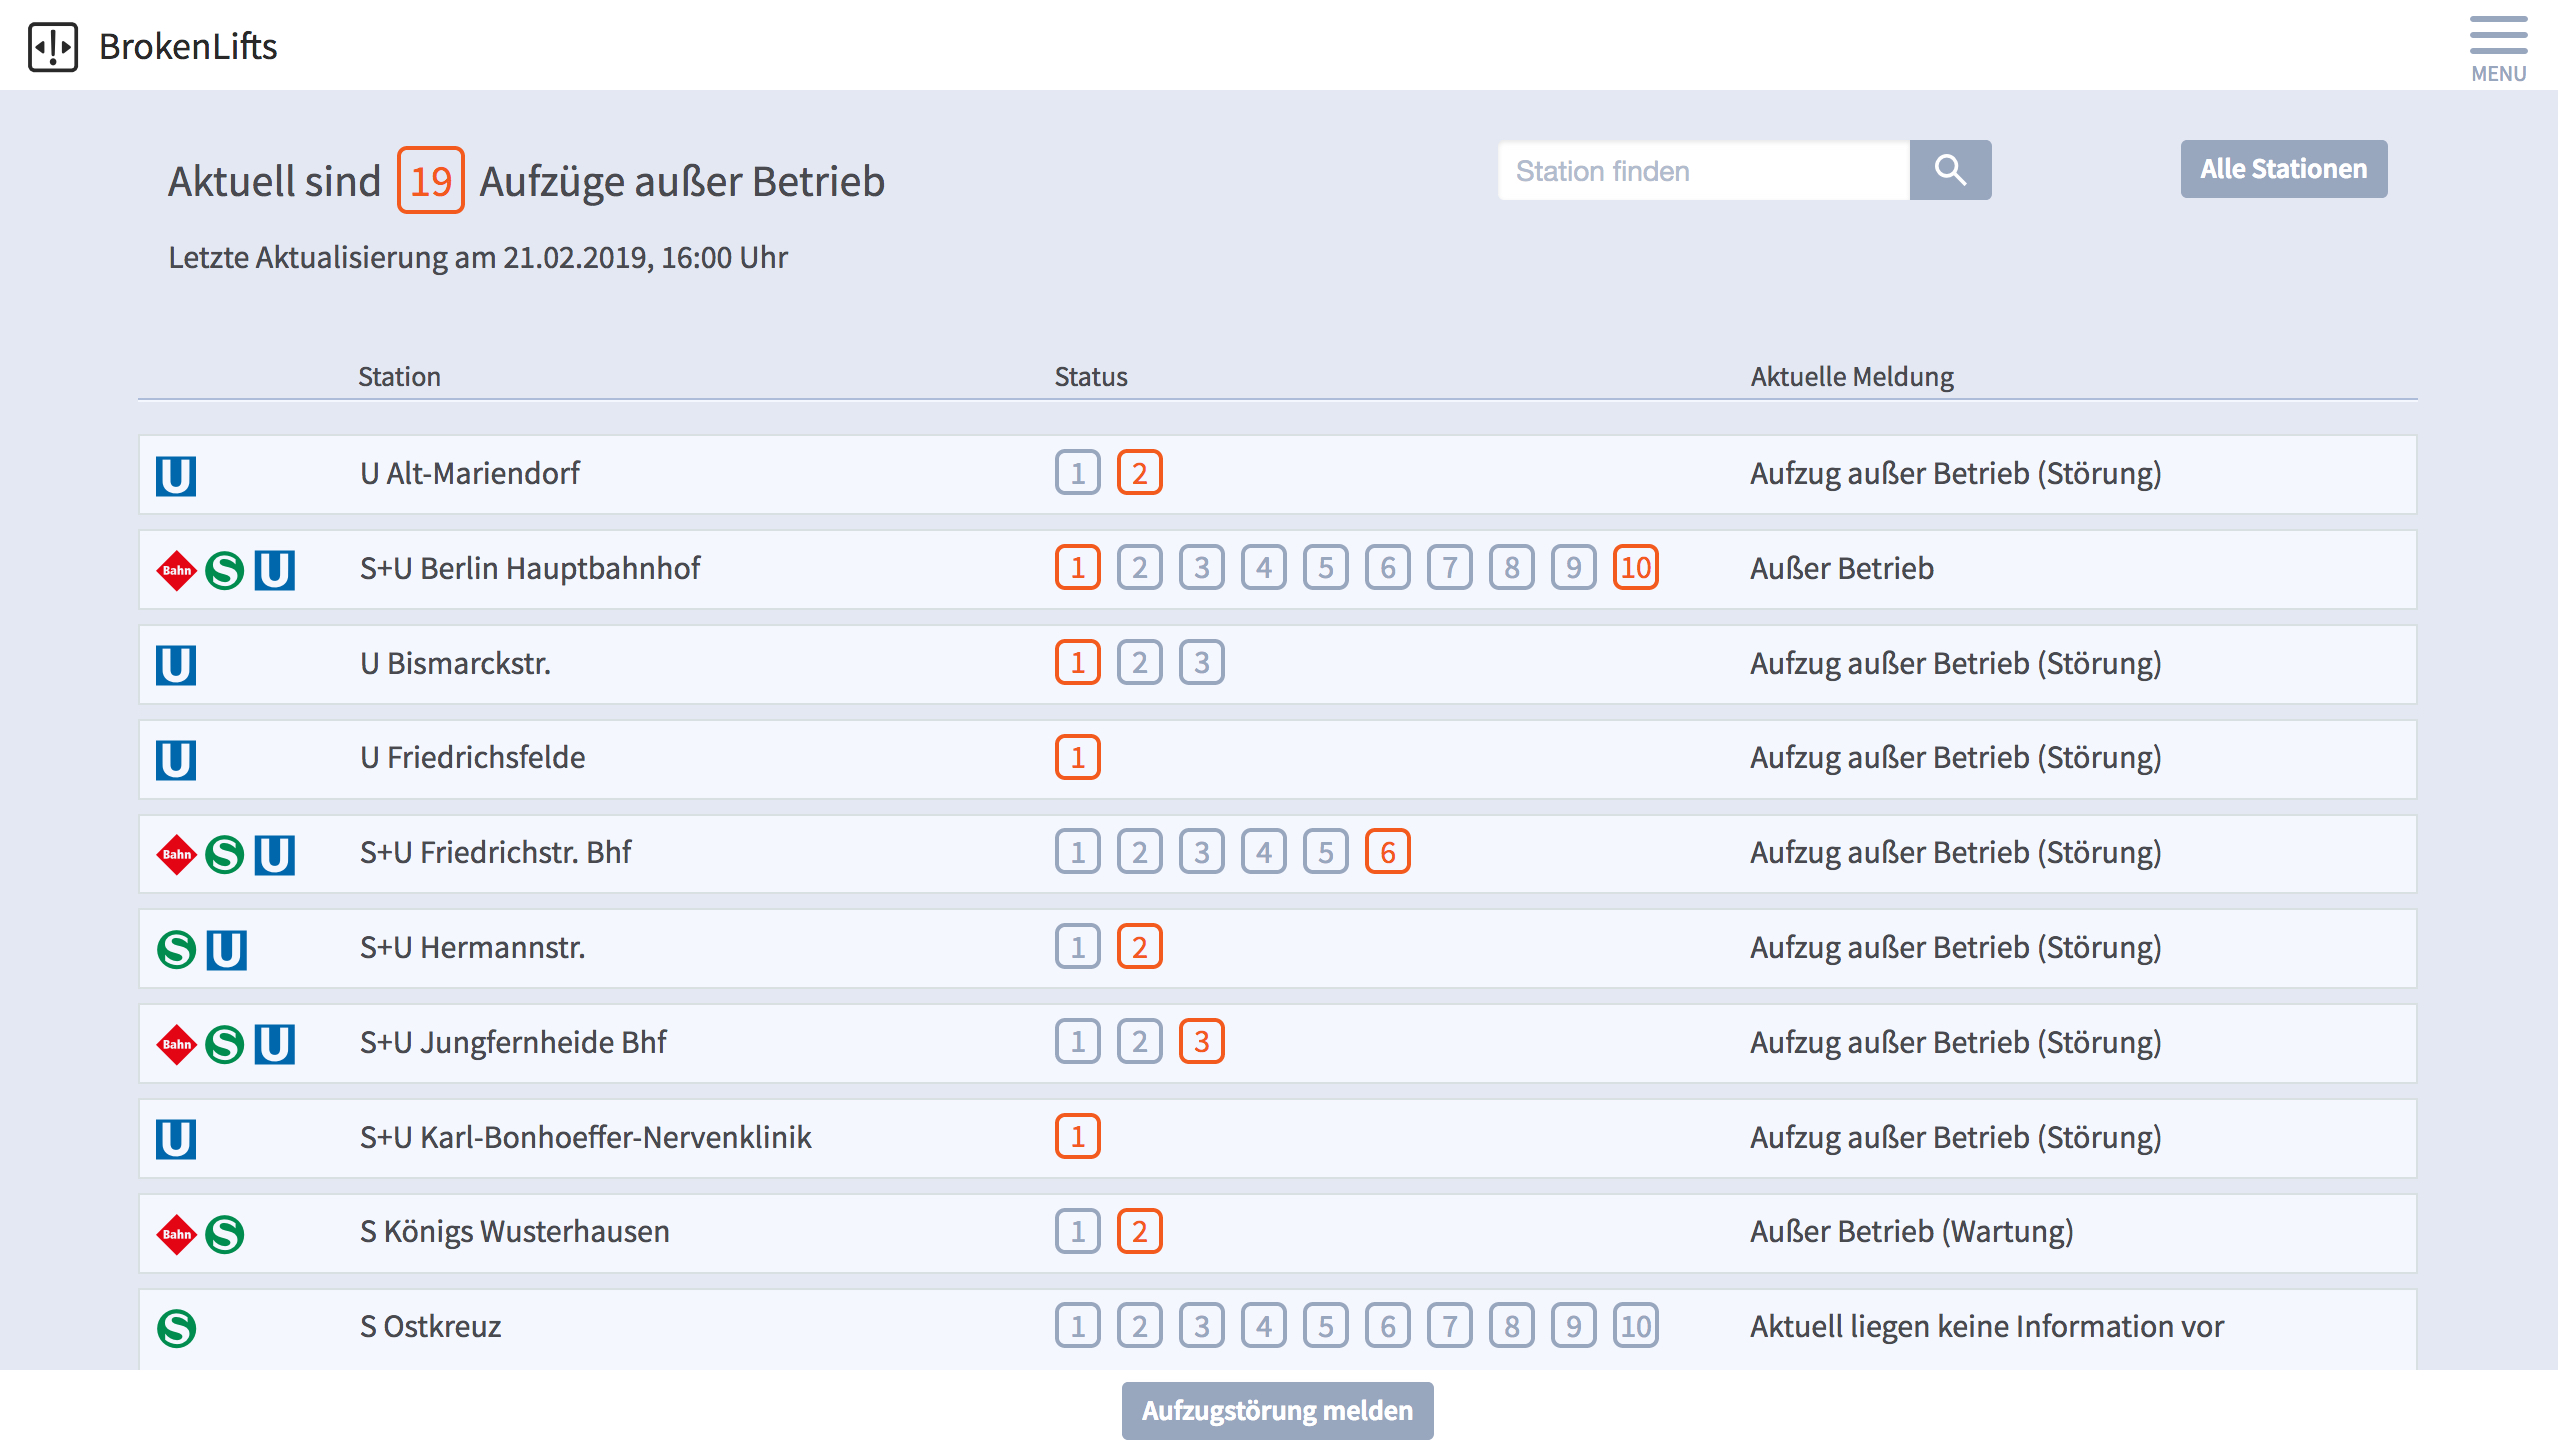 BrokenLifts
MENU
Aktuell sind 19 Aufzüge außer Betrieb
Station finden
Alle Stationen
Letzte Aktualisierung am 21.02.2019, 16:00 Uhr
Station Status Aktuelle Meldung
U U Alt-Mariendorf 1 2 Aufzug außer Betrieb (Störung)
Bahn S U S+U Berlin Hauptbahnhof 1 2 3 4 5 6 7 8 9 10 Außer Betrieb
U U Bismarckstr. 1 2 3 Aufzug außer Betrieb (Störung)
U U Friedrichsfelde 1 Aufzug außer Betrieb (Störung)
Bahn S U S+U Friedrichstr. Bhf 1 2 3 4 5 6 Aufzug außer Betrieb (Störung)
S U S+U Hermannstr. 1 2 Aufzug außer Betrieb (Störung)
Bahn S U S+U Jungfernheide Bhf 1 2 3 Aufzug außer Betrieb (Störung)
U S+U Karl-Bonhoeffer-Nervenklinik 1 Aufzug außer Betrieb (Störung)
Bahn S S Königs Wusterhausen 1 2 Außer Betrieb (Wartung)
S S Ostkreuz 1 2 3 4 5 6 7 8 9 10 Aktuell liegen keine Information vor
Aufzugstörung melden